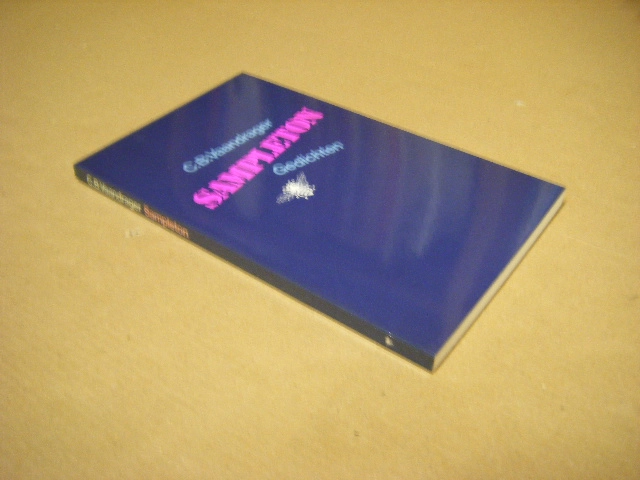 C.B. Vaandrager
SAMPLETON
Gedichten
C.B. Vaandrager Sampleton